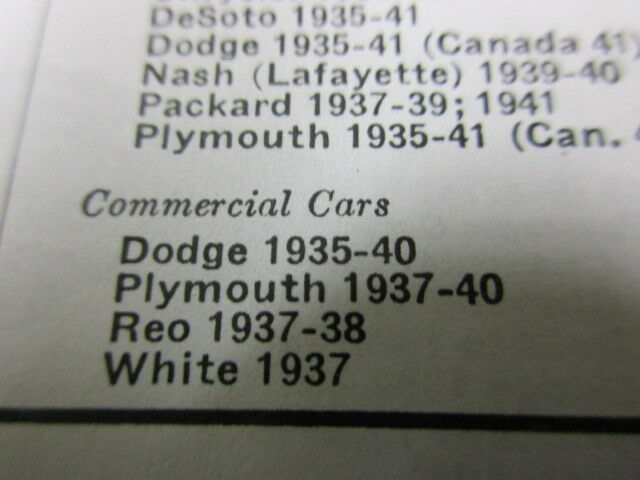 DeSoto 1935-41
Dodge 1935-41 (Canada 41)
Nash (Lafayette) 1939-40
Packard 1937-39; 1941
Plymouth 1935-41 (Can.
Commercial Cars
Dodge 1935-40
Plymouth 1937-40
Reo 1937-38
White 1937